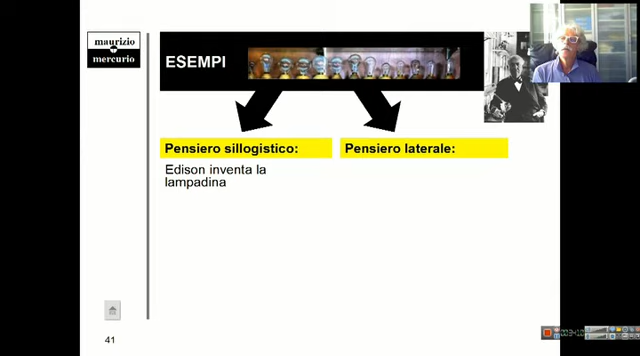 maurizio
mercurio
ESEMPI
Pensiero sillogistico:
Pensiero laterale:
Edison inventa la
lampadina
41